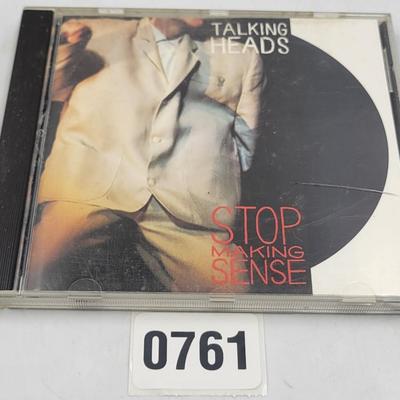 TALKING
HEADS
STOP
MAKING
SENSE
0761